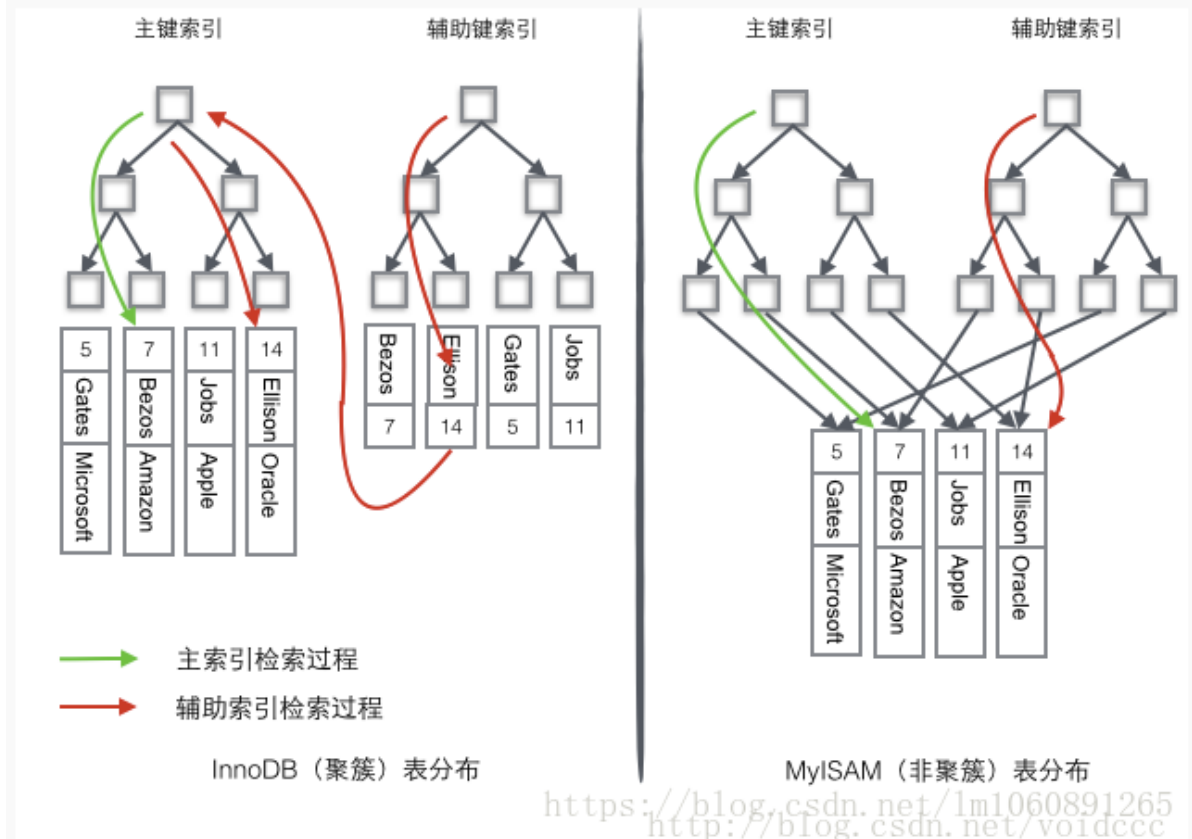 主键索引
辅助键索引
主键索引
辅助键索引
5
Gates
Microsoft
7
Bezos
Amazon
11
Jobs
Apple
14
Ellison
Oracle
Bezos
7
Ellison
14
Gates
5
Jobs
11
5
Gates
Microsoft
7
Bezos
Amazon
11
Jobs
Apple
14
Ellison
Oracle
主索引检索过程
辅助索引检索过程
InnoDB（聚簇）表分布
MyISAM（非聚簇）表分布
https://blog.csdn.net/lm1060891265
http://blog.csdn.net/voidccc